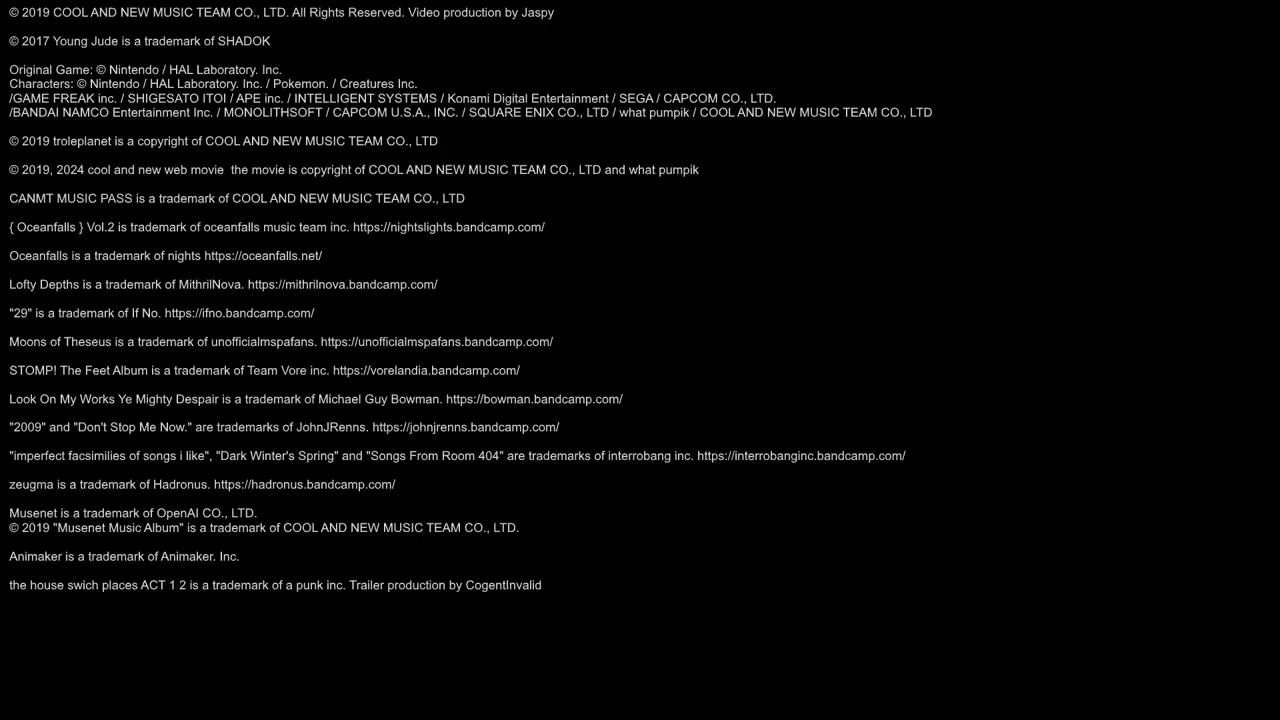 © 2019 COOL AND NEW MUSIC TEAM CO., LTD. All Rights Reserved. Video production by Jaspy
© 2017 Young Jude is a trademark of SHADOK
Original Game: © Nintendo / HAL Laboratory. Inc.
Characters: © Nintendo / HAL Laboratory. Inc. / Pokemon. / Creatures Inc.
/GAME FREAK inc. / SHIGESATO ITOI / APE inc. / INTELLIGENT SYSTEMS / Konami Digital Entertainment / SEGA / CAPCOM CO., LTD.
/BANDAI NAMCO Entertainment Inc. / MONOLITHSOFT / CAPCOM U.S.A., INC. / SQUARE ENIX CO., LTD / what pumpik / COOL AND NEW MUSIC TEAM CO., LTD
© 2019 troleplanet is a copyright of COOL AND NEW MUSIC TEAM CO., LTD
© 2019, 2024 cool and new web movie  the movie is copyright of COOL AND NEW MUSIC TEAM CO., LTD and what pumpik
CANMT MUSIC PASS is a trademark of COOL AND NEW MUSIC TEAM CO., LTD
{ Oceanfalls } Vol.2 is trademark of oceanfalls music team inc. https://nightslights.bandcamp.com/
Oceanfalls is a trademark of nights https://oceanfalls.net/
Lofty Depths is a trademark of MithrilNova. https://mithrilnova.bandcamp.com/
"29" is a trademark of If No. https://ifno.bandcamp.com/
Moons of Theseus is a trademark of unofficialmspafans. https://unofficialmspafans.bandcamp.com/
STOMP! The Feet Album is a trademark of Team Vore inc. https://vorelandia.bandcamp.com/
Look On My Works Ye Mighty Despair is a trademark of Michael Guy Bowman. https://bowman.bandcamp.com/
"2009" and "Don't Stop Me Now." are trademarks of JohnJRenns. https://johnjrenns.bandcamp.com/
"imperfect facsimilies of songs i like", "Dark Winter's Spring" and "Songs From Room 404" are trademarks of interrobang inc. https://interrobanginc.bandcamp.com/
zeugma is a trademark of Hadronus. https://hadronus.bandcamp.com/
Musenet is a trademark of OpenAI CO., LTD.
© 2019 "Musenet Music Album" is a trademark of COOL AND NEW MUSIC TEAM CO., LTD.
Animaker is a trademark of Animaker. Inc.
the house swich places ACT 1 2 is a trademark of a punk inc. Trailer production by CogentInvalid